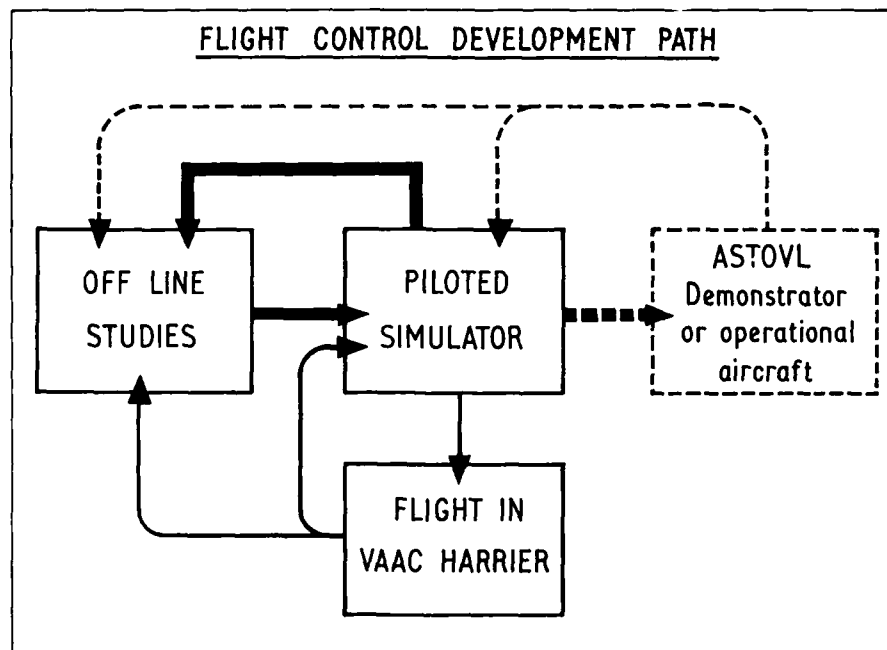 FLIGHT CONTROL DEVELOPMENT PATH
OFF LINE
STUDIES
PILOTED
SIMULATOR
ASTOVL
Demonstrator
or operational
aircraft
FLIGHT IN
VAAC HARRIER